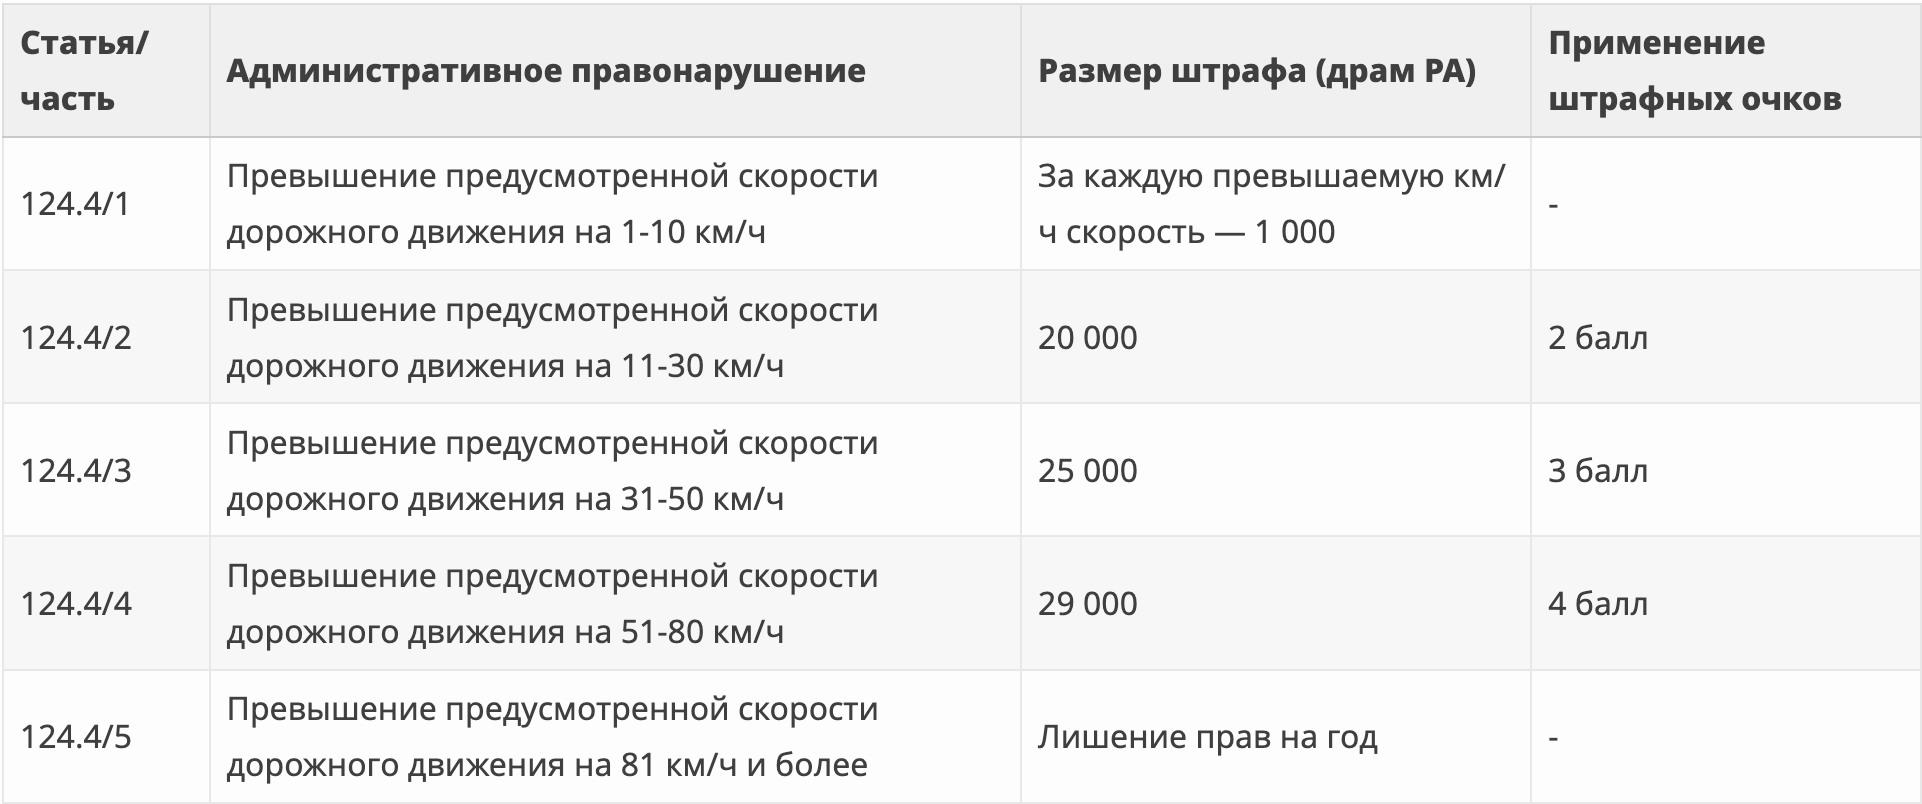 Статья/
часть
Административное правонарушение
Размер штрафа (драм РА)
Применение
штрафных очков
124.4/1
Превышение предусмотренной скорости
дорожного движения на 1-10 км/ч
За каждую превышаемую км/
ч скорость — 1 000
-
124.4/2
Превышение предусмотренной скорости
дорожного движения на 11-30 км/ч
20 000
2 балл
124.4/3
Превышение предусмотренной скорости
дорожного движения на 31-50 км/ч
25 000
3 балл
124.4/4
Превышение предусмотренной скорости
дорожного движения на 51-80 км/ч
29 000
4 балл
124.4/5
Превышение предусмотренной скорости
дорожного движения на 81 км/ч и более
Лишение прав на год
-